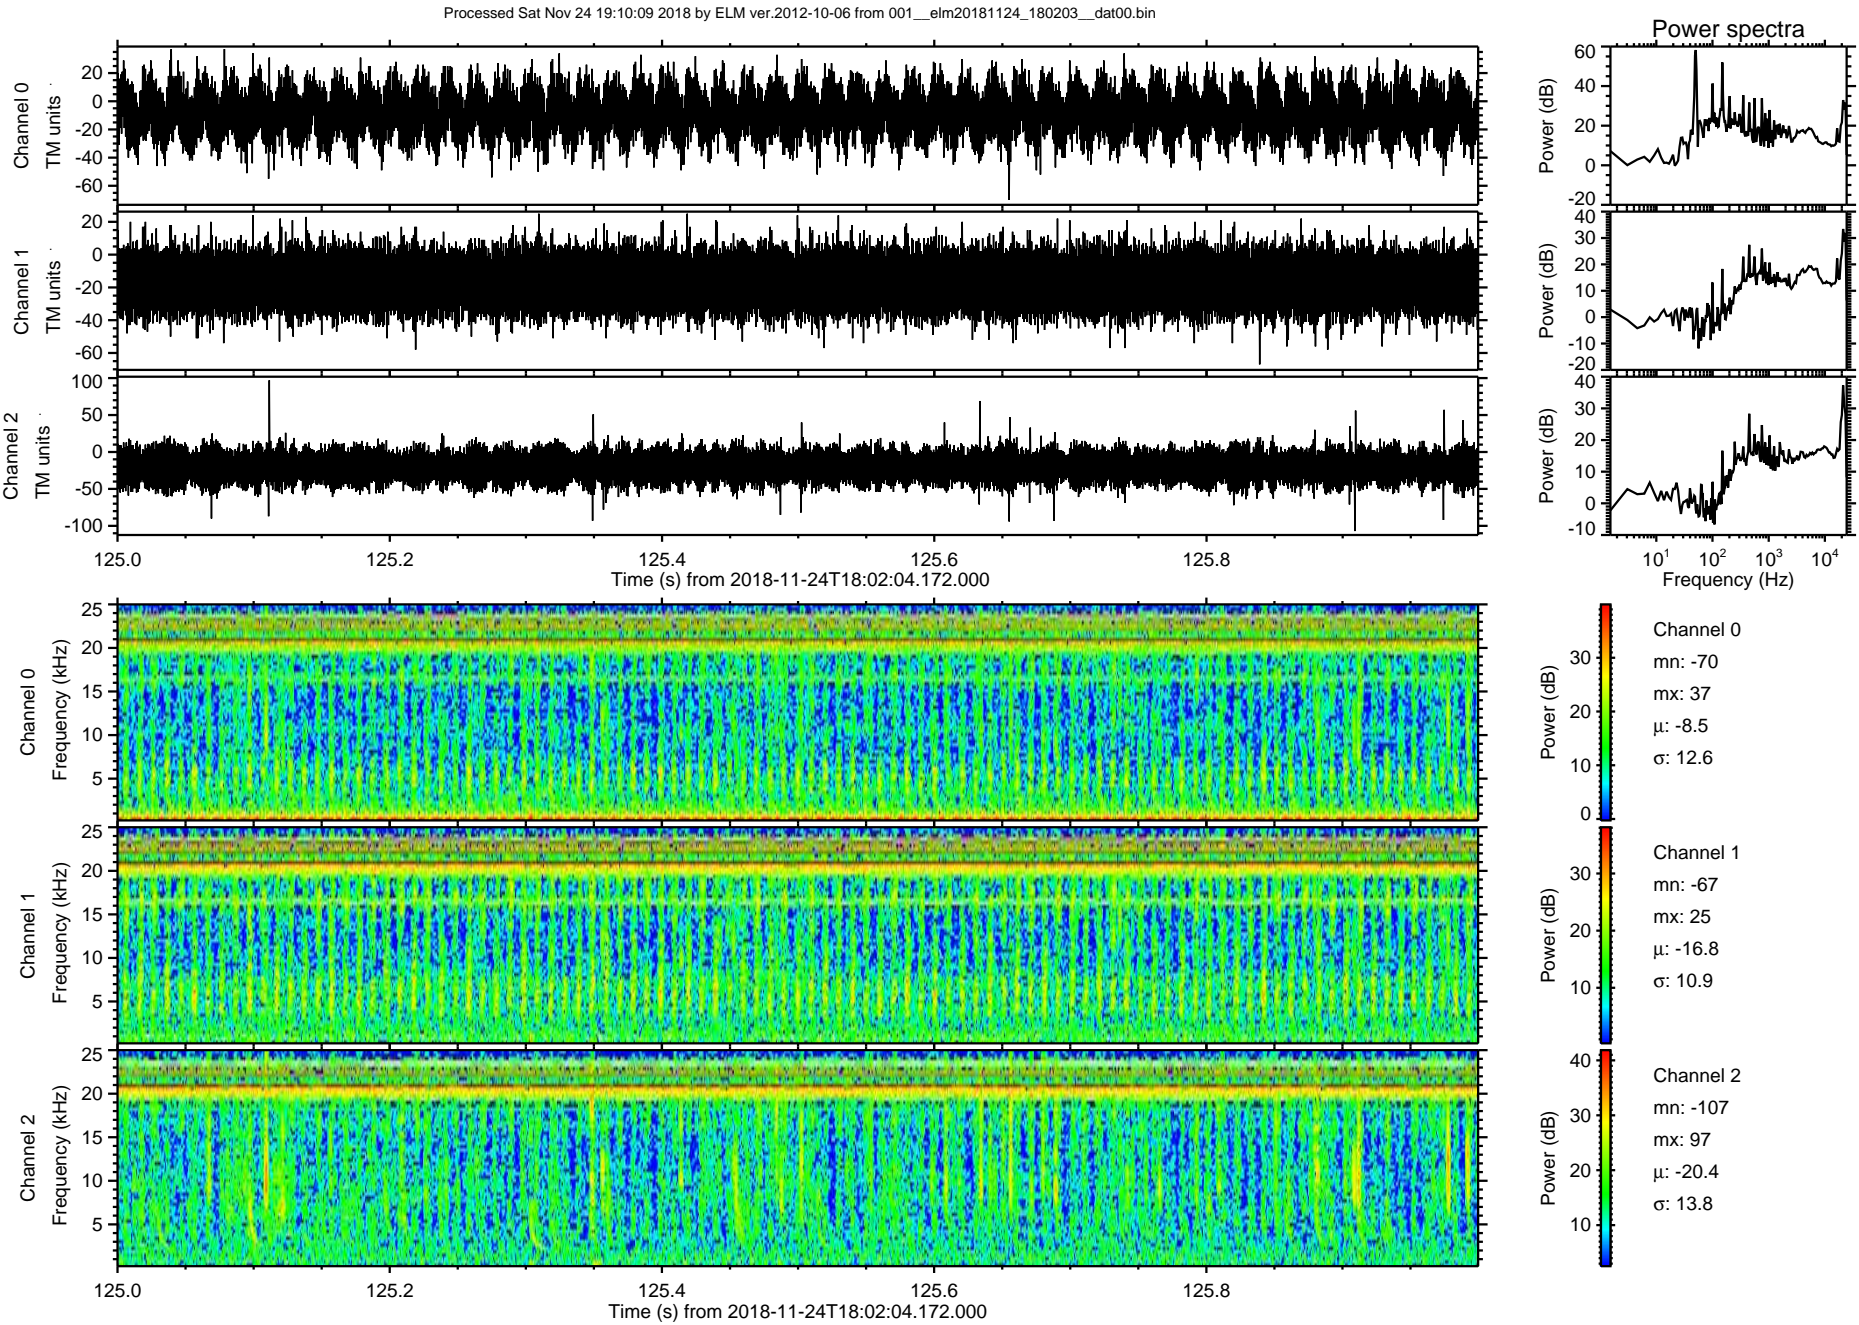 Processed Sat Nov 24 19:10:09 2018 by ELM ver.2012-10-06 from 001__elm20181124_180203__dat00.bin
Power spectra
Channel 0
TM units
20
0
-20
-40
-60
Power (dB)
60
40
20
0
-20
Channel 1
TM units
20
0
-20
-40
-60
Power (dB)
40
30
20
10
0
-10
-20
Channel 2
TM units
100
50
0
-50
-100
Power (dB)
40
30
20
10
0
-10
125.0 125.2 125.4 125.6 125.8
Time (s) from 2018-11-24T18:02:04.172.000
10^1 10^2 10^3 10^4
Frequency (Hz)
Channel 0
Frequency (kHz)
25
20
15
10
5
Power (dB)
30
20
10
0
Channel 0
mn: -70
mx: 37
µ: -8.5
σ: 12.6
Channel 1
Frequency (kHz)
25
20
15
10
5
Power (dB)
30
20
10
Channel 1
mn: -67
mx: 25
µ: -16.8
σ: 10.9
Channel 2
Frequency (kHz)
25
20
15
10
5
Power (dB)
40
30
20
10
Channel 2
mn: -107
mx: 97
µ: -20.4
σ: 13.8
125.0 125.2 125.4 125.6 125.8
Time (s) from 2018-11-24T18:02:04.172.000